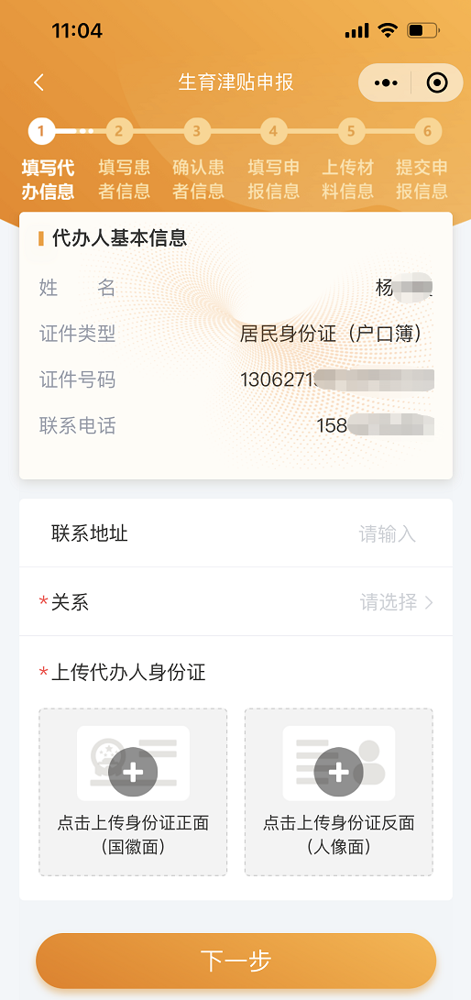 11:04
生育津贴申报
1 2 3 4 5 6
填写代 填写患 确认患 填写申 上传材 提交申
办信息 者信息 者信息 报信息 料信息 报信息
代办人基本信息
姓 名 杨
证件类型 居民身份证（户口簿）
证件号码 1306271
联系电话 158
联系地址 请输入
*关系 请选择
*上传代办人身份证
点击上传身份证正面 点击上传身份证反面
（国徽面） （人像面）
下一步